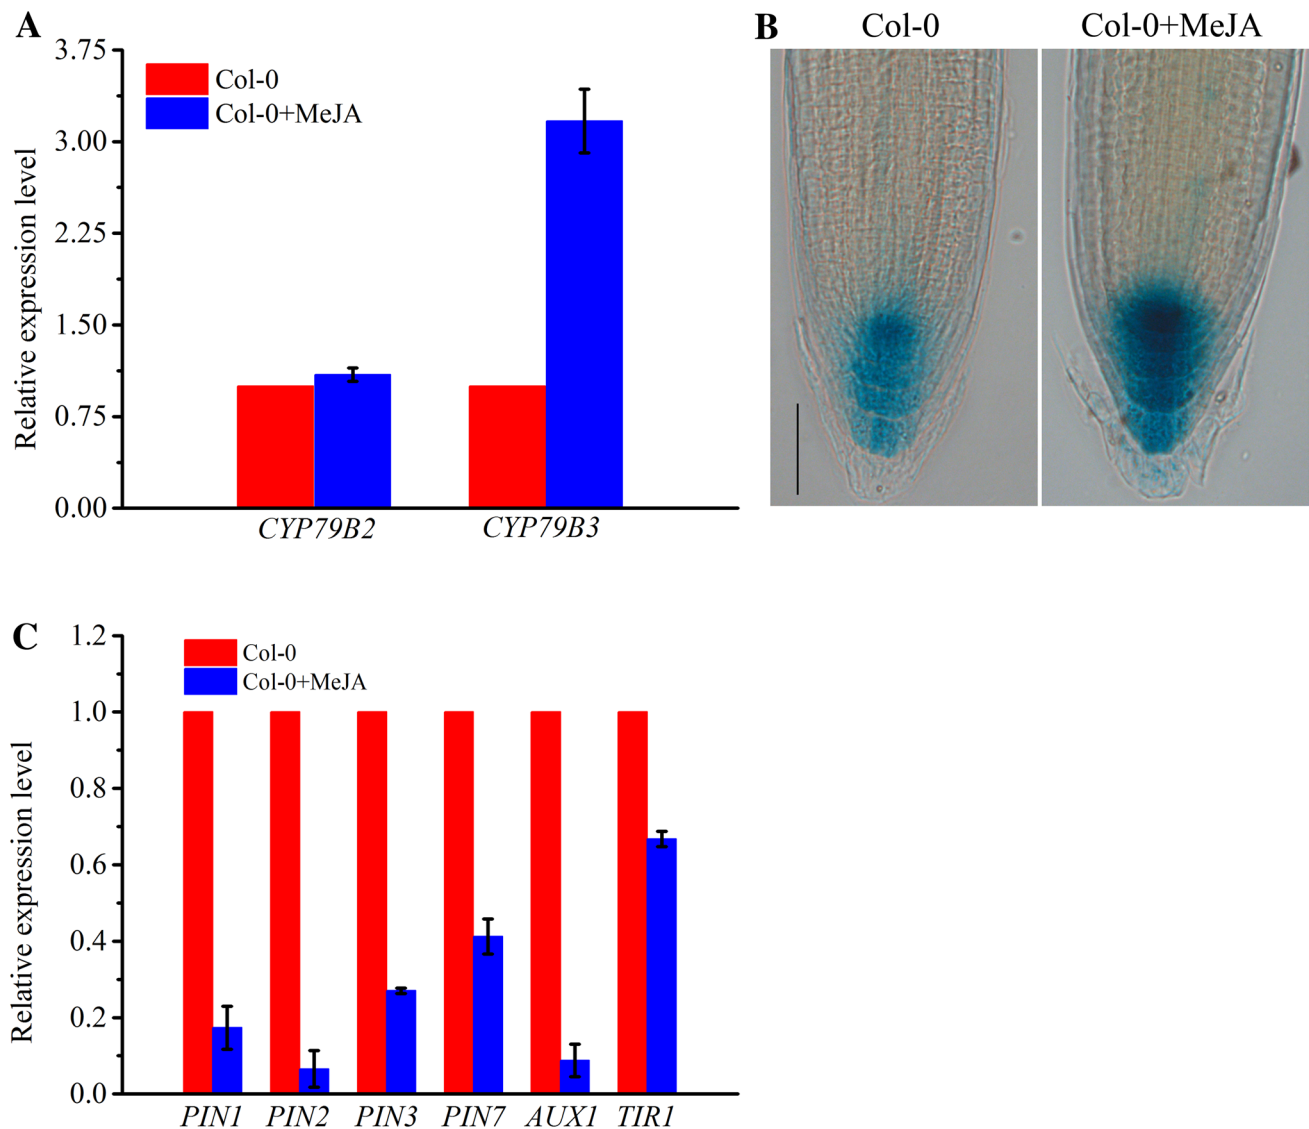 A
3.75
3.00
2.25
1.50
0.75
0.00
Relative expression level
Col-0
Col-0+MeJA
CYP79B2
CYP79B3
B
Col-0
Col-0+MeJA
C
1.2
1.0
0.8
0.6
0.4
0.2
0.0
Relative expression level
Col-0
Col-0+MeJA
PIN1
PIN2
PIN3
PIN7
AUX1
TIR1